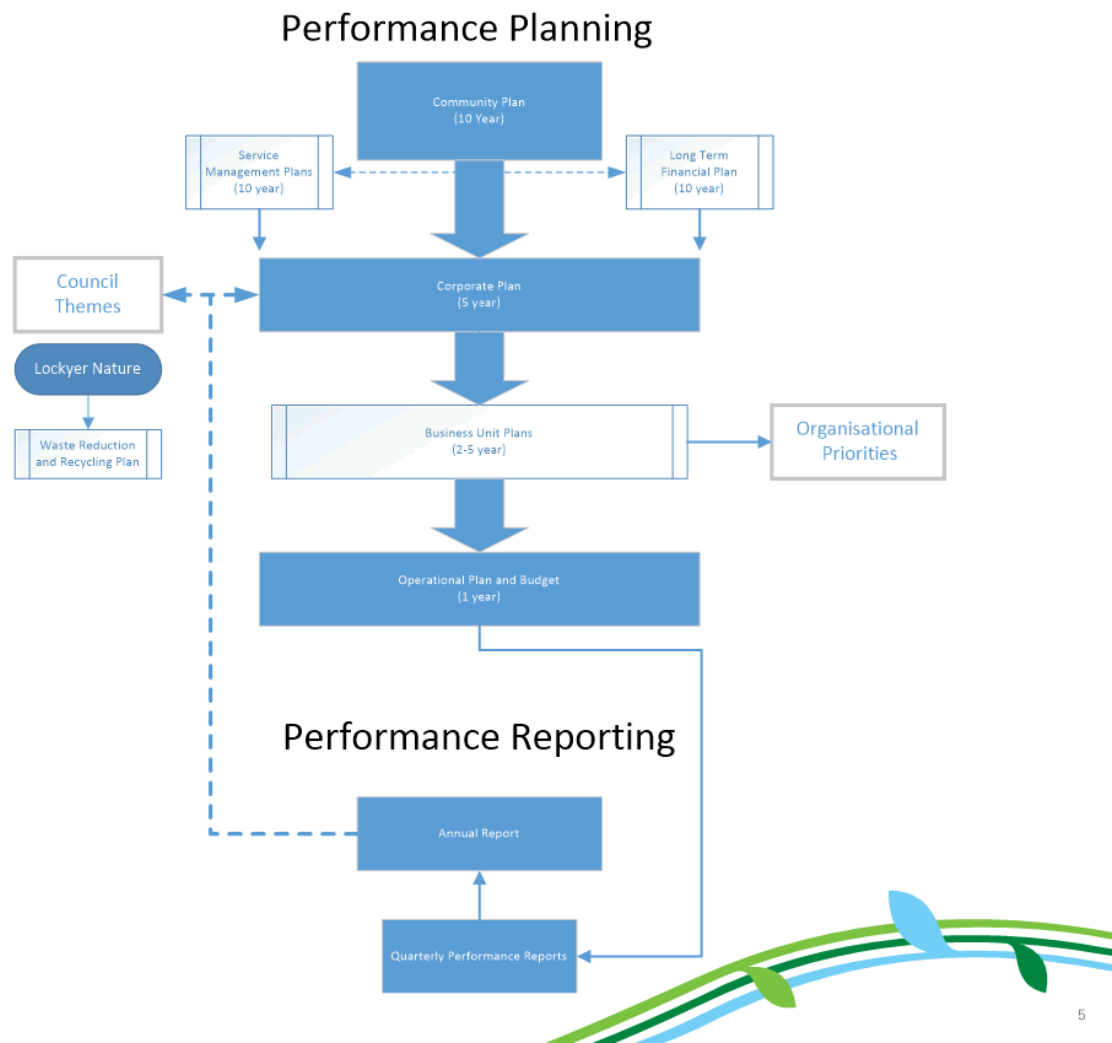 Performance Planning
Community Plan
(10 Year)
Service
Management Plans
(10 year)
Long Term
Financial Plan
(10 year)
Council
Themes
Corporate Plan
(5 year)
Lockyer Nature
Waste Reduction
and Recycling Plan
Business Unit Plans
(2-5 year)
Organisational
Priorities
Operational Plan and Budget
(1 year)
Performance Reporting
Annual Report
Quarterly Performance Reports
5